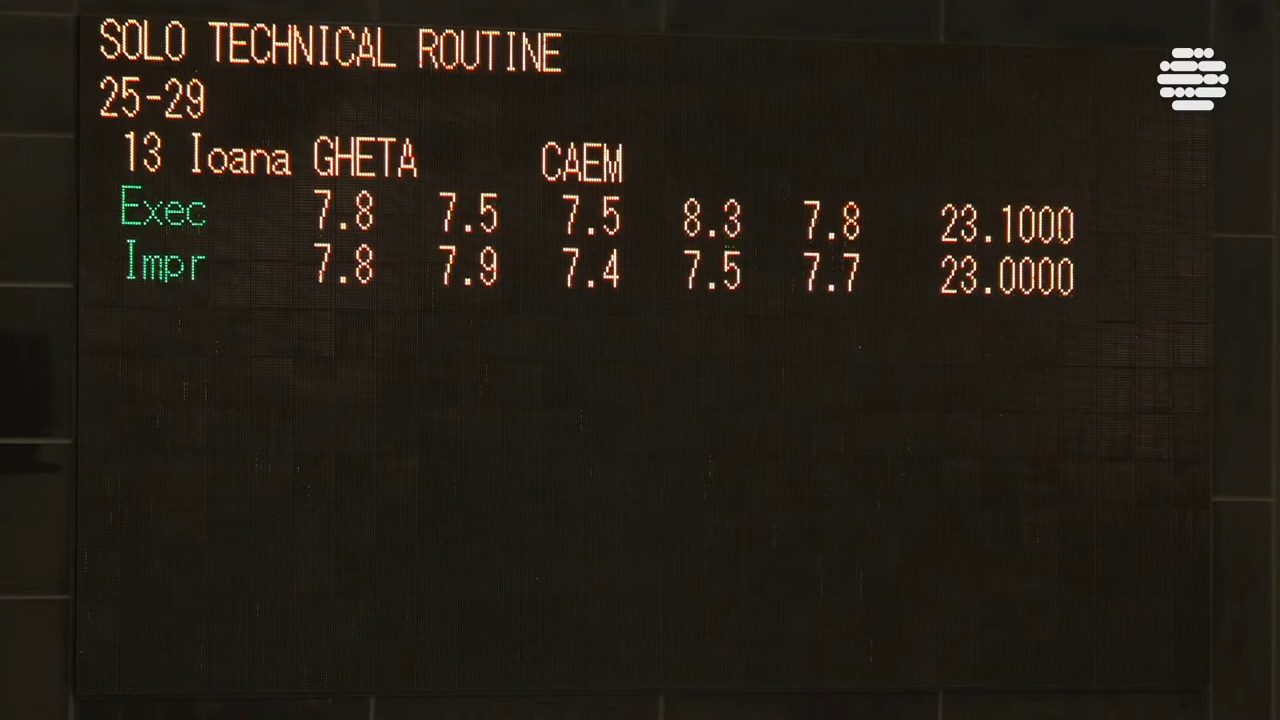 SOLO TECHNICAL ROUTINE
25-29
13 Ioana GHETA CAEM
Exec 7.8 7.5 7.5 8.3 7.8 23.1000
Impr 7.8 7.9 7.4 7.5 7.7 23.0000